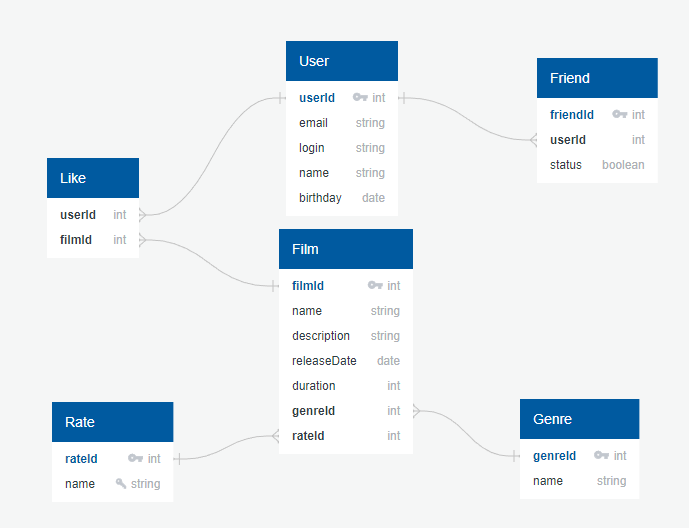 User
userId int
email string
login string
name string
birthday date
Friend
friendId int
userId int
status boolean
Like
userId int
filmId int
Film
filmId int
name string
description string
releaseDate date
duration int
genreId int
rateId int
Rate
rateId int
name string
Genre
genreId int
name string